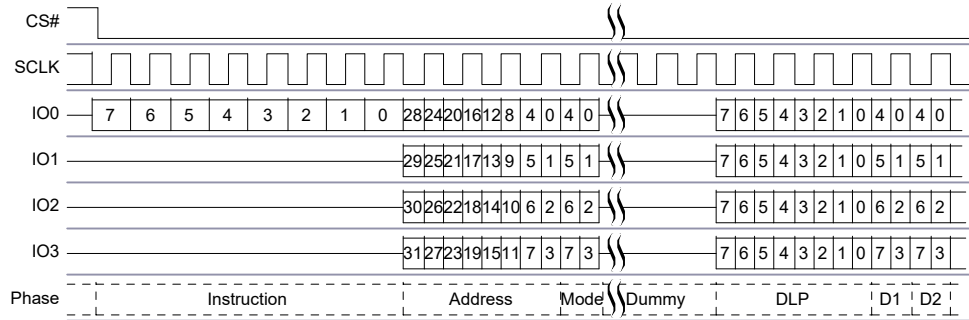 CS#
SCLK
IO0 7 6 5 4 3 2 1 0 28 24 20 16 12 8 4 0 4 0 7 6 5 4 3 2 1 0 4 0 4 0
IO1 29 25 21 17 13 9 5 1 5 1 7 6 5 4 3 2 1 0 5 1 5 1
IO2 30 26 22 18 14 10 6 2 6 2 7 6 5 4 3 2 1 0 6 2 6 2
IO3 31 27 23 19 15 11 7 3 7 3 7 6 5 4 3 2 1 0 7 3 7 3
Phase Instruction Address Mode Dummy DLP D1 D2